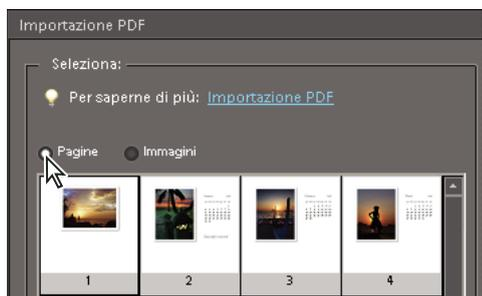 Importazione PDF
Seleziona:
Per saperne di più: Importazione PDF
Pagine Immagini
1 2 3 4